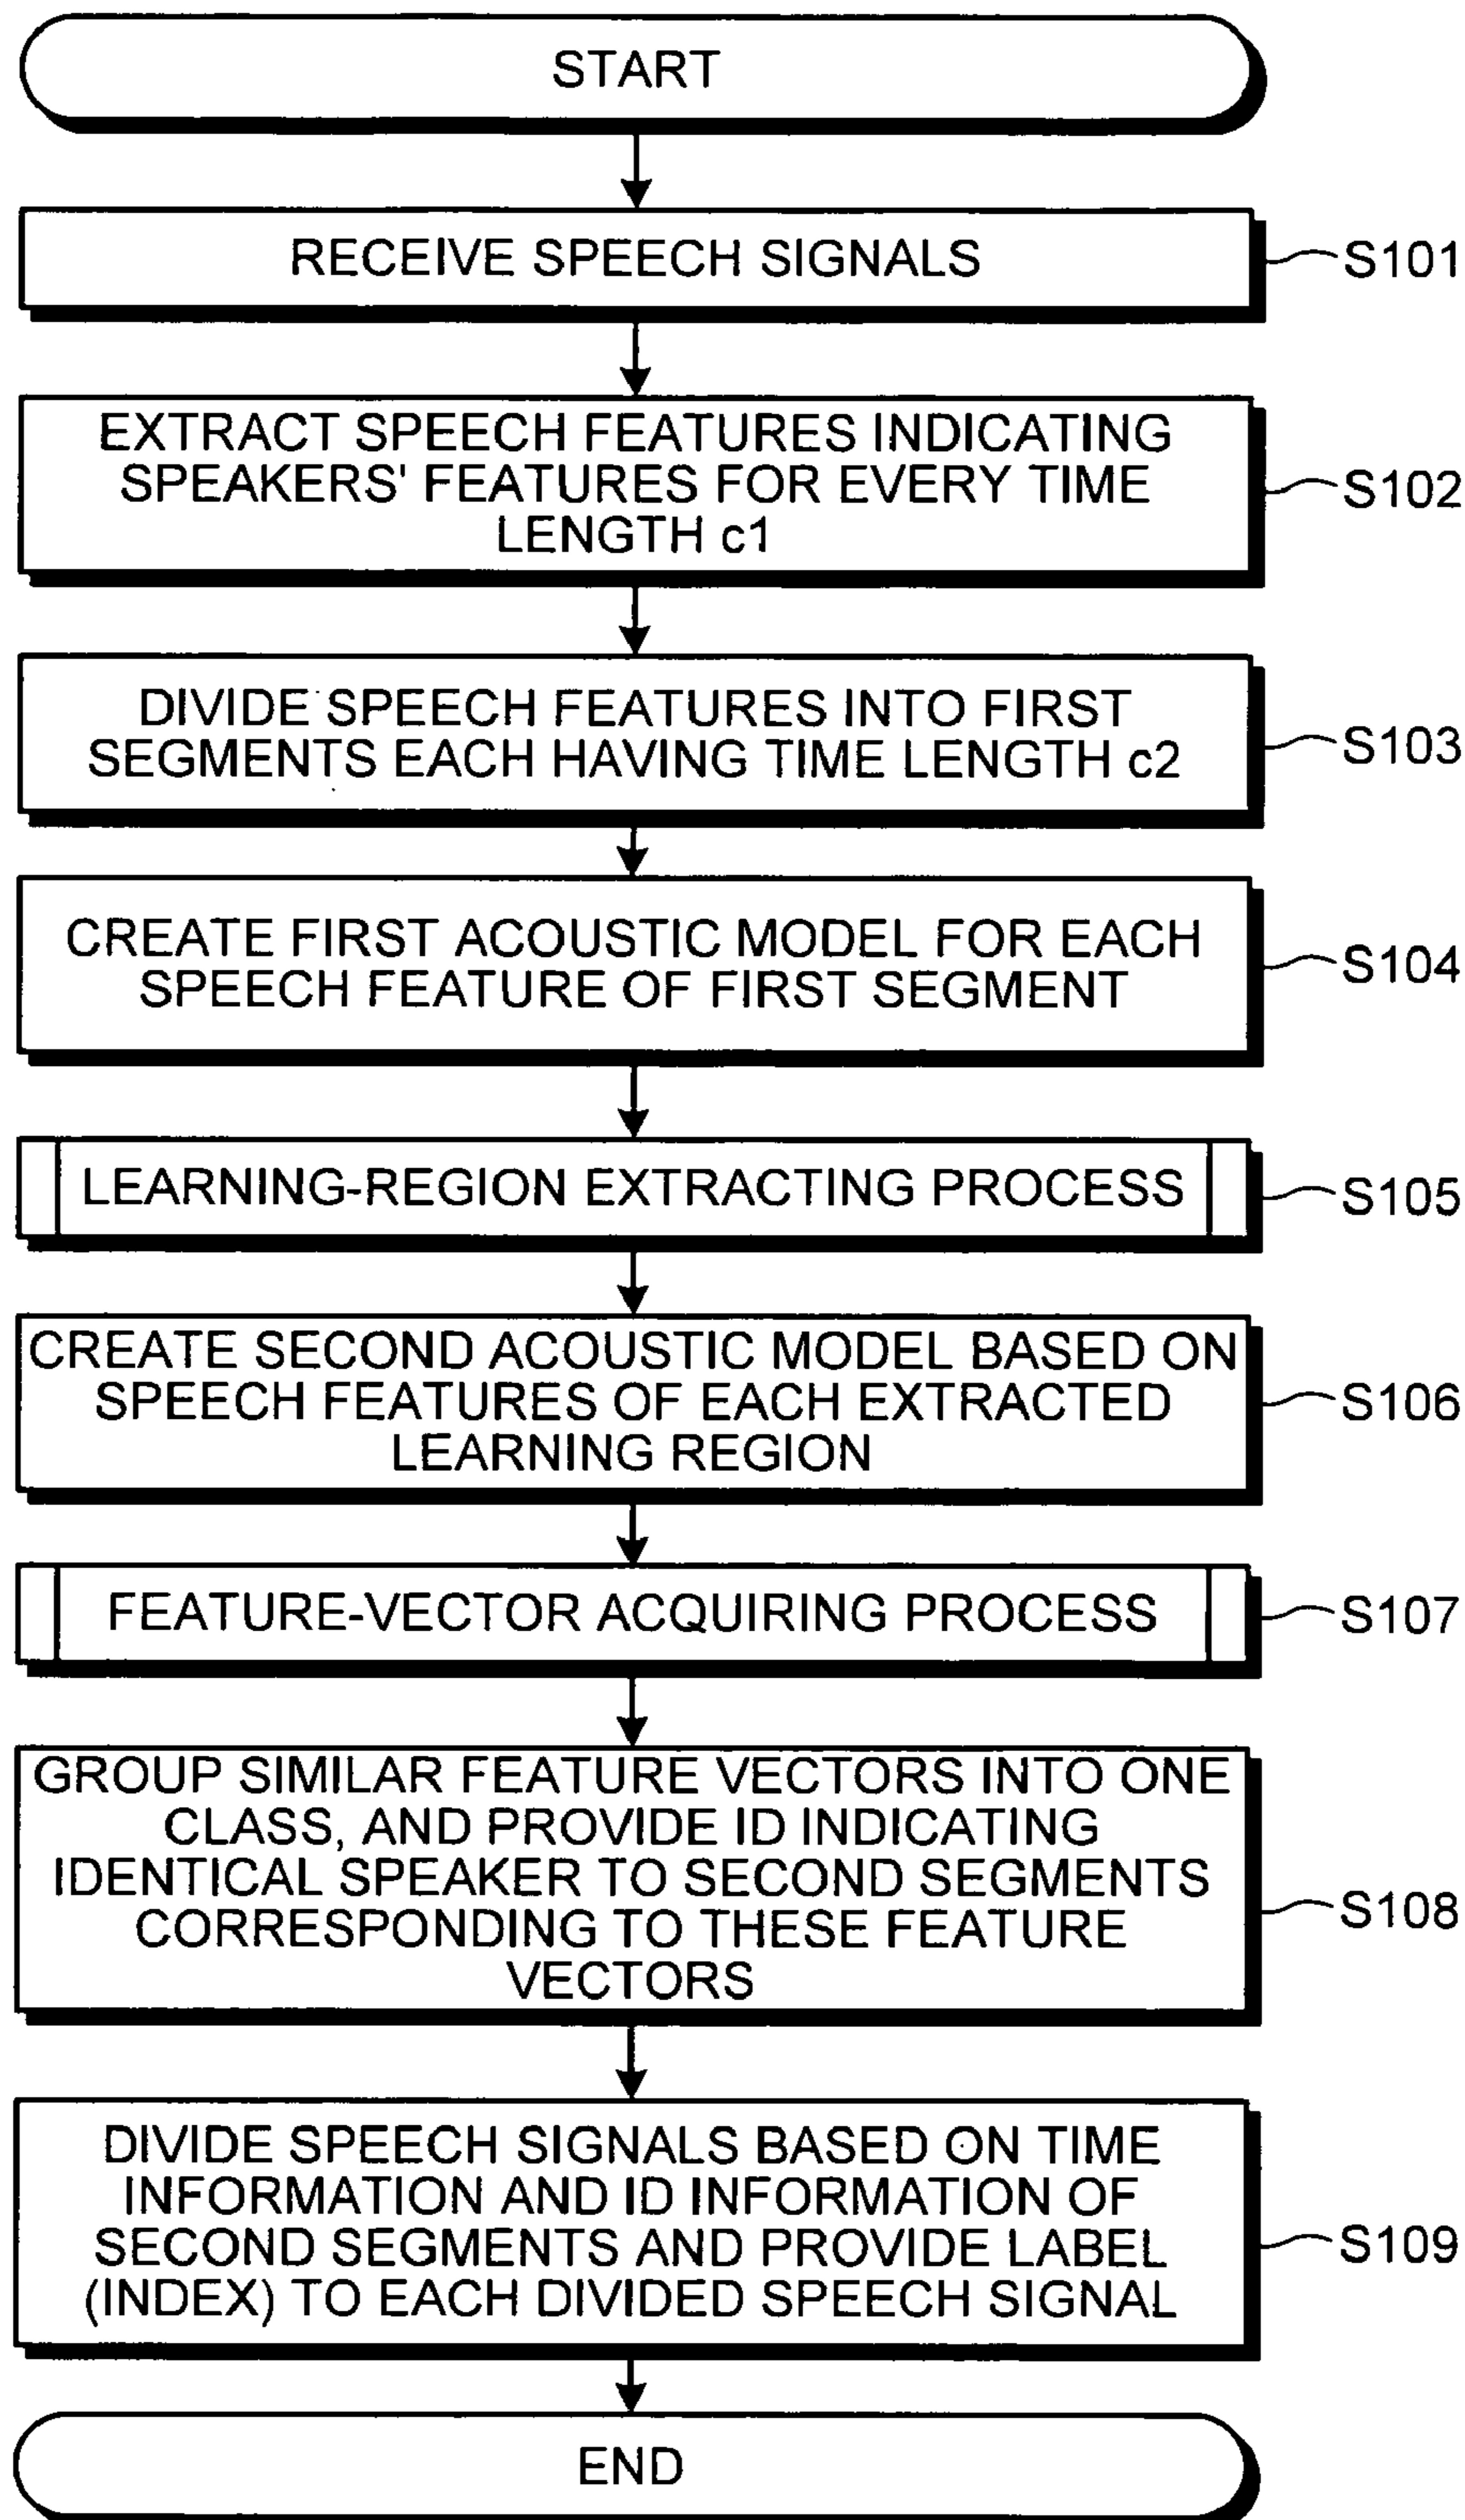 START
RECEIVE SPEECH SIGNALS
S101
EXTRACT SPEECH FEATURES INDICATING
SPEAKERS' FEATURES FOR EVERY TIME
LENGTH c1
S102
DIVIDE SPEECH FEATURES INTO FIRST
SEGMENTS EACH HAVING TIME LENGTH c2
S103
CREATE FIRST ACOUSTIC MODEL FOR EACH
SPEECH FEATURE OF FIRST SEGMENT
S104
LEARNING-REGION EXTRACTING PROCESS
S105
CREATE SECOND ACOUSTIC MODEL BASED ON
SPEECH FEATURES OF EACH EXTRACTED
LEARNING REGION
S106
FEATURE-VECTOR ACQUIRING PROCESS
S107
GROUP SIMILAR FEATURE VECTORS INTO ONE
CLASS, AND PROVIDE ID INDICATING
IDENTICAL SPEAKER TO SECOND SEGMENTS
CORRESPONDING TO THESE FEATURE
VECTORS
S108
DIVIDE SPEECH SIGNALS BASED ON TIME
INFORMATION AND ID INFORMATION OF
SECOND SEGMENTS AND PROVIDE LABEL
(INDEX) TO EACH DIVIDED SPEECH SIGNAL
S109
END